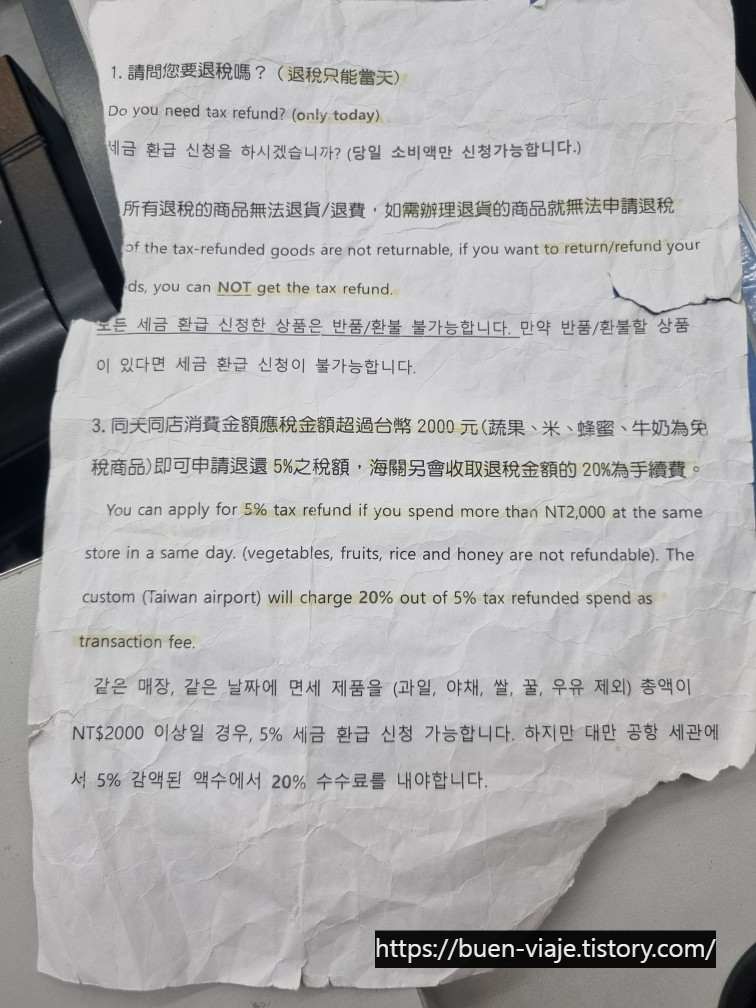 1. 請問您要退稅嗎？（退稅只能當天）
Do you need tax refund? (only today)
세금 환급 신청을 하시겠습니까? (당일 소비액만 신청가능합니다.)
所有退稅的商品無法退貨/退費，如需辦理退貨的商品就無法申請退稅
of the tax-refunded goods are not returnable, if you want to return/refund your
ds, you can NOT get the tax refund.
모든 세금 환급 신청한 상품은 반품/환불 불가능합니다. 만약 반품/환불할 상품
이 있다면 세금 환급 신청이 불가능합니다.
3. 同天同店消費金額應稅金額超過台幣 2000 元(蔬果、米、蜂蜜、牛奶為免
稅商品)即可申請退還 5%之稅額，海關另會收取退稅金額的 20%為手續費。
You can apply for 5% tax refund if you spend more than NT2,000 at the same
store in a same day. (vegetables, fruits, rice and honey are not refundable). The
custom (Taiwan airport) will charge 20% out of 5% tax refunded spend as
transaction fee.
같은 매장, 같은 날짜에 면세 제품을 (과일, 야채, 쌀, 꿀, 우유 제외) 총액이
NT$2000 이상일 경우, 5% 세금 환급 신청 가능합니다. 하지만 대만 공항 세관에
서 5% 감액된 액수에서 20% 수수료를 내야합니다.
https://buen-viaje.tistory.com/